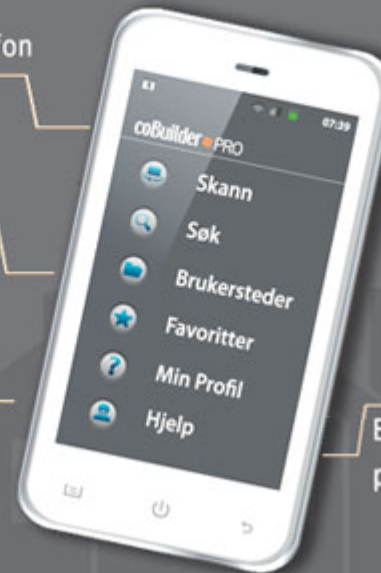 fon
07:39
coBuilder PRO
Skann
Søk
Brukersteder
Favoritter
Min Profil
Hjelp
E
p